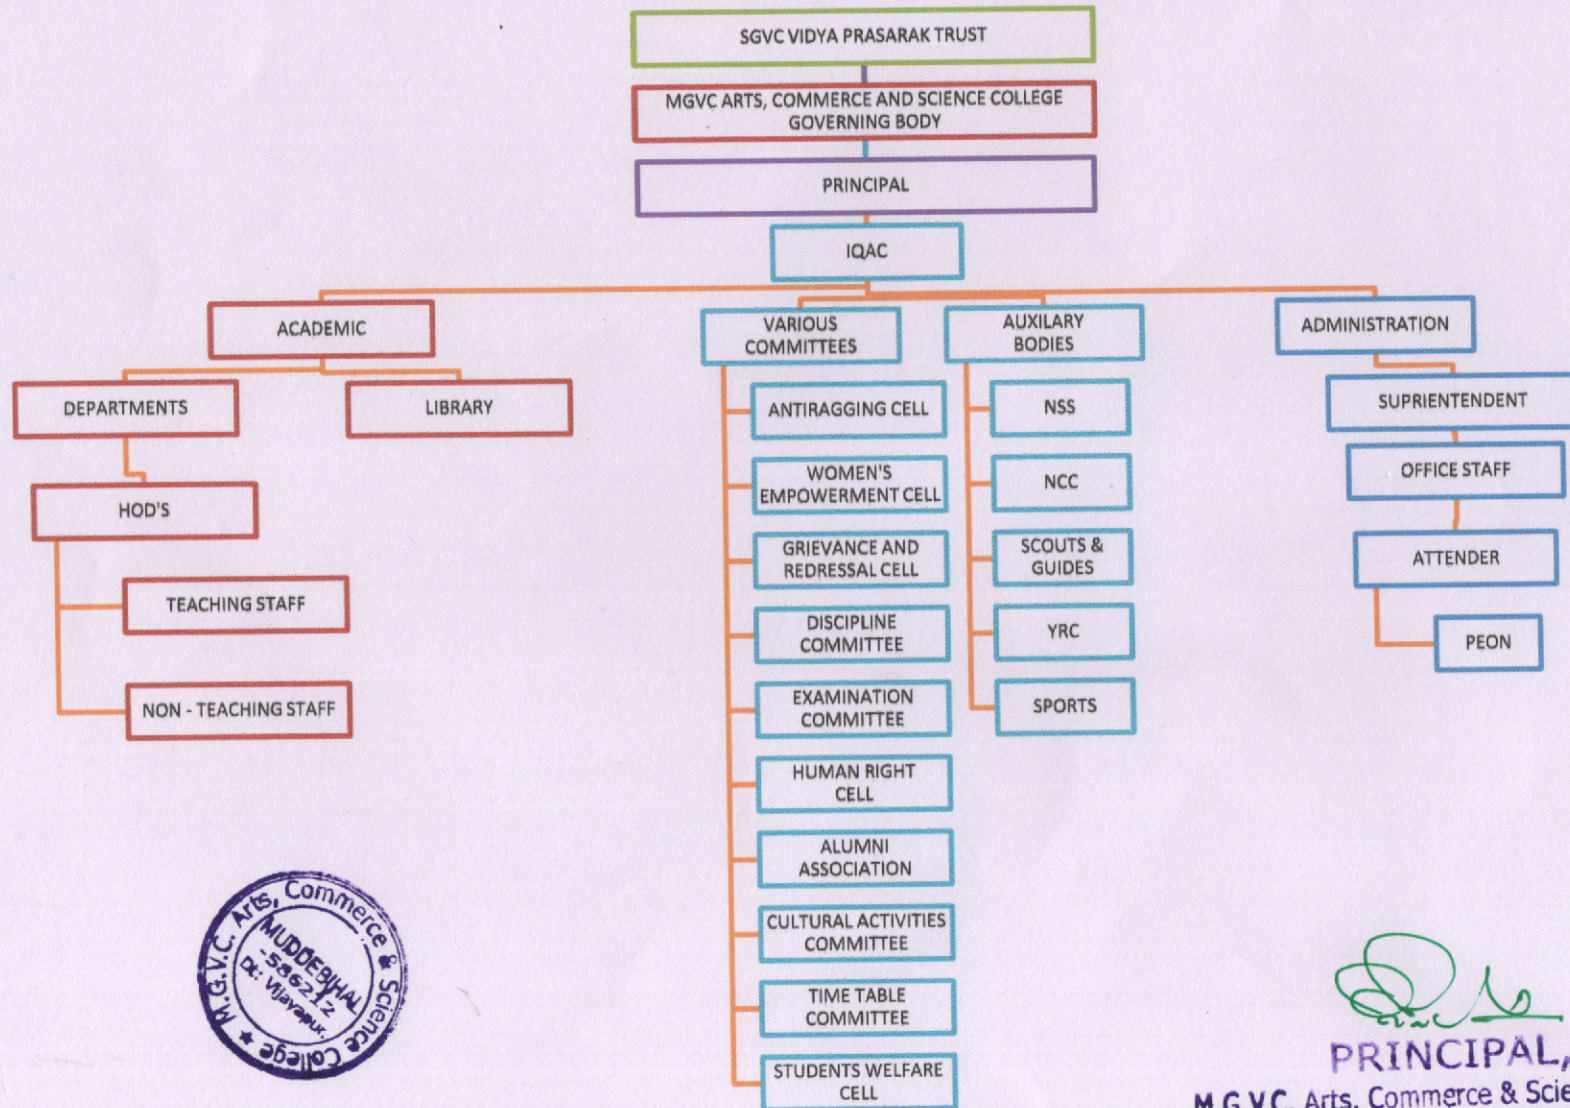 SGVC VIDYA PRASARAK TRUST
MGVC ARTS, COMMERCE AND SCIENCE COLLEGE
GOVERNING BODY
PRINCIPAL
IQAC
ACADEMIC
VARIOUS
COMMITTEES
AUXILARY
BODIES
ADMINISTRATION
DEPARTMENTS
LIBRARY
HOD'S
TEACHING STAFF
NON - TEACHING STAFF
ANTIRAGGING CELL
WOMEN'S
EMPOWERMENT CELL
GRIEVANCE AND
REDRESSAL CELL
DISCIPLINE
COMMITTEE
EXAMINATION
COMMITTEE
HUMAN RIGHT
CELL
ALUMNI
ASSOCIATION
CULTURAL ACTIVITIES
COMMITTEE
TIME TABLE
COMMITTEE
STUDENTS WELFARE
CELL
NSS
NCC
SCOUTS &
GUIDES
YRC
SPORTS
SUPRIENTENDENT
OFFICE STAFF
ATTENDER
PEON
M.G.V.C. Arts, Commerce & Science College ★
MUDDEBIHAL
-586212
Dt: Vijayapur.
PRINCIPAL,
M.G.V.C. Arts, Commerce & Scie